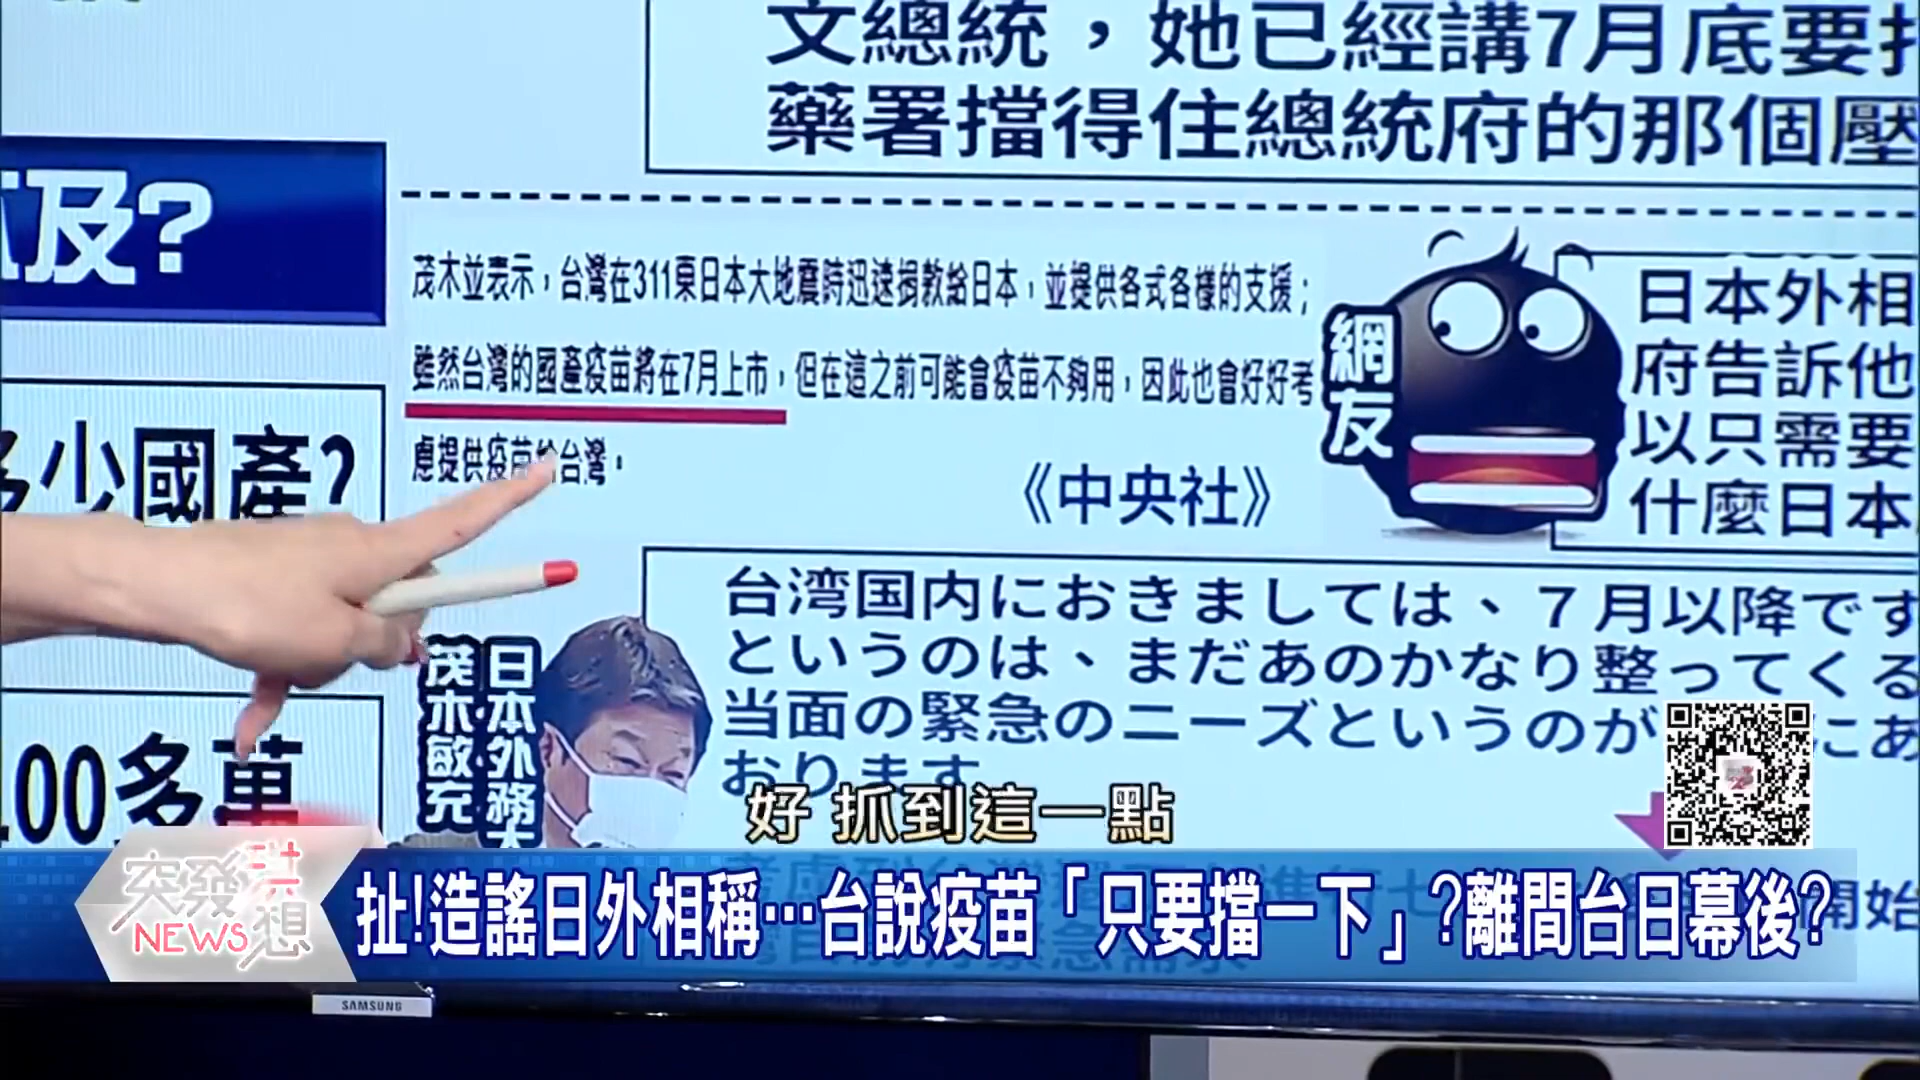 文總統，她已經講7月底要
藥署擋得住總統府的那個壓
及?
茂木並表示，台灣在311東日本大地震時迅速捐款給日本，並提供各式各樣的支援；
雖然台灣的國產疫苗將在7月上市，但在這之前可能會疫苗不夠用，因此也會好好考
慮提供疫苗給台灣。
《中央社》
網友
日本外相
府告訴他
以只需要
什麼日本
多少國產?
100多萬
日本外務大
茂木敏充
台湾国内におきましては、７月以降です
というのは、まだあのかなり整ってくる
当面の緊急のニーズというのが
にあ
おります
好 抓到這一點
突發琪想
NEWS
扯!造謠日外相稱…台說疫苗「只要擋一下」?離間台日幕後?
開始
SAMSUNG